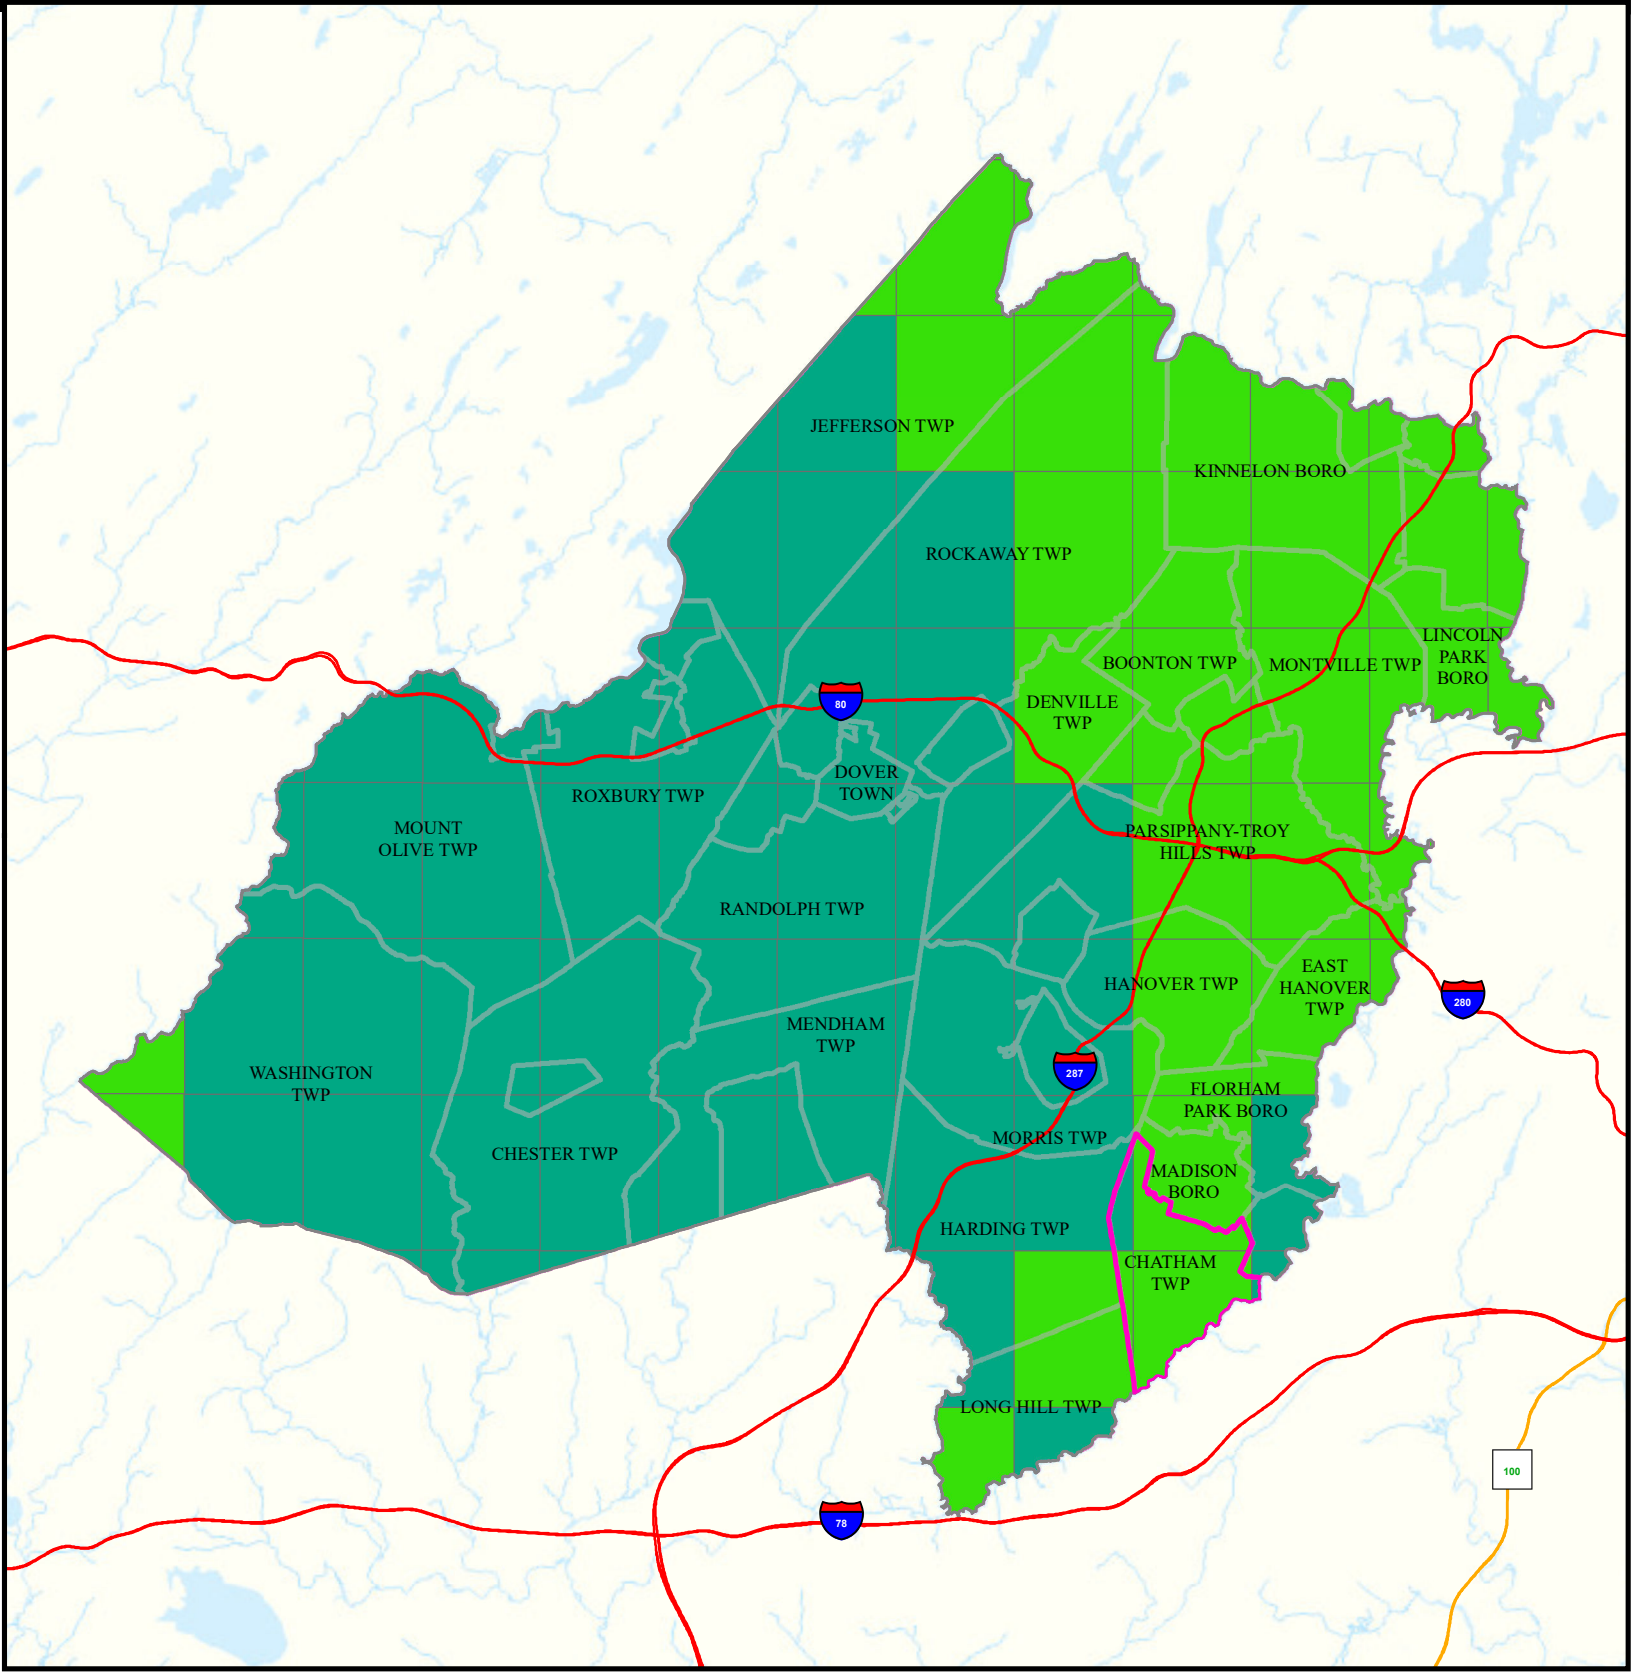 JEFFERSON TWP
KINNELON BORO
ROCKAWAY TWP
LINCOLN
PARK
BORO
BOONTON TWP
MONTVILLE TWP
DENVILLE
TWP
80
DOVER
TOWN
ROXBURY TWP
MOUNT
OLIVE TWP
PARSIPPANY-TROY
HILLS TWP
RANDOLPH TWP
EAST
HANOVER
TWP
HANOVER TWP
280
MENDHAM
TWP
WASHINGTON
TWP
287
FLORHAM
PARK BORO
MORRIS TWP
CHESTER TWP
MADISON
BORO
HARDING TWP
CHATHAM
TWP
LONG HILL TWP
100
78